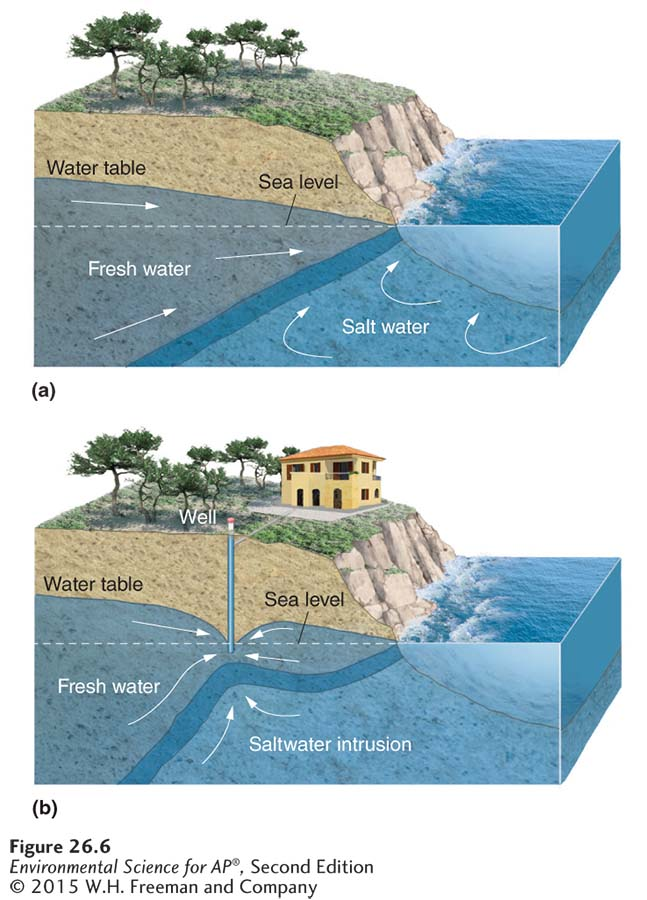 Water table
Sea level
Fresh water
Salt water
(a)
Well
Water table
Sea level
Fresh water
Saltwater intrusion
(b)
Figure 26.6
Environmental Science for AP®, Second Edition
© 2015 W.H. Freeman and Company